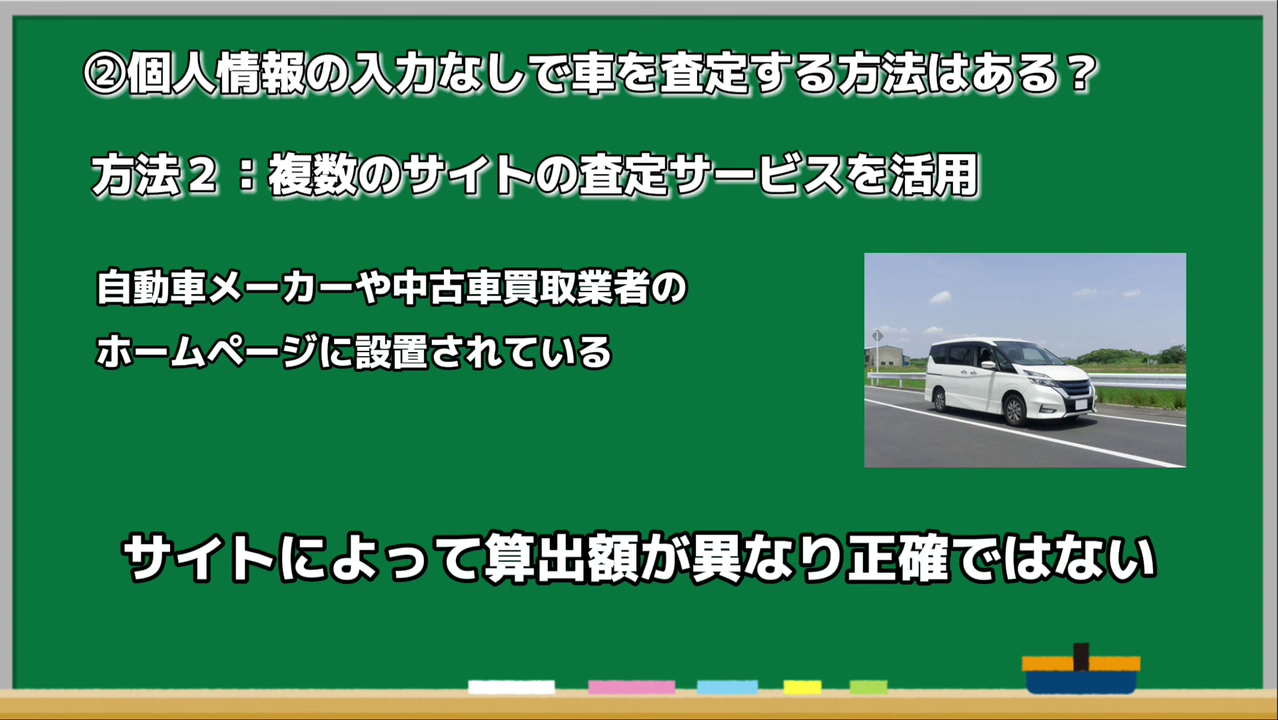 ②個人情報の入力なしで車を査定する方法はある？
方法２：複数のサイトの査定サービスを活用
自動車メーカーや中古車買取業者の
ホームページに設置されている
サイトによって算出額が異なり正確ではない